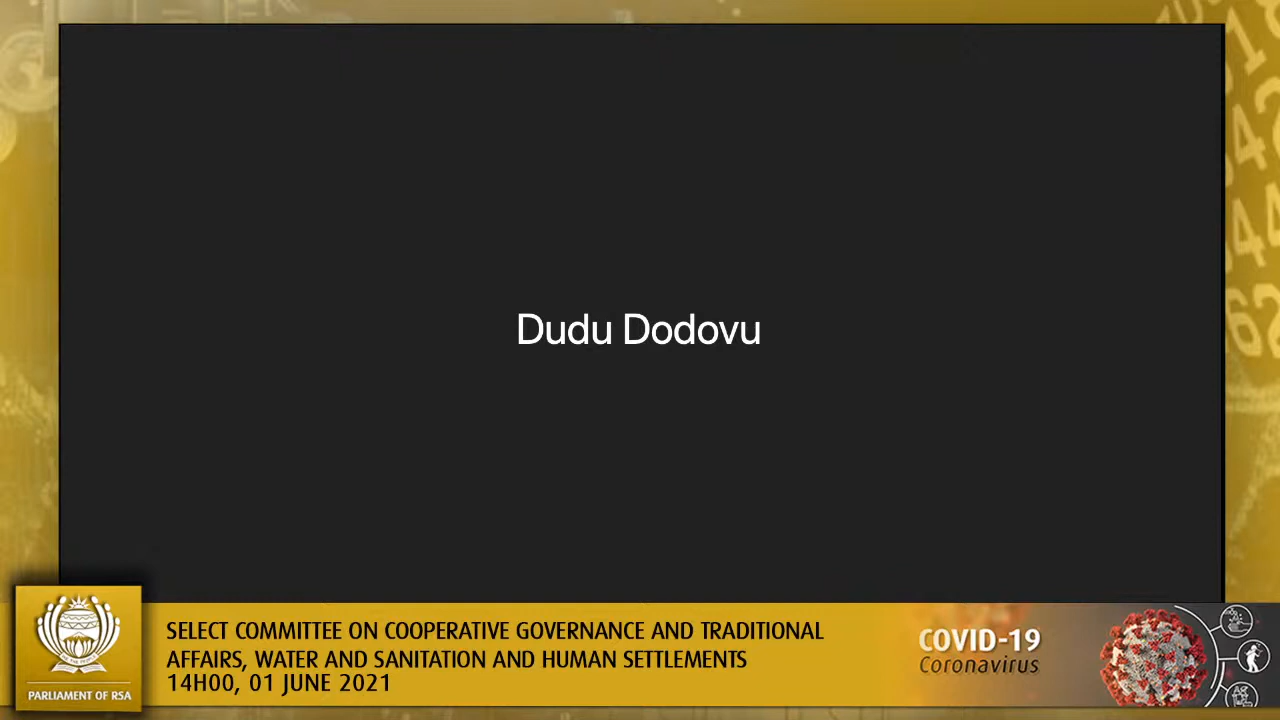 Dudu Dodovu
SELECT COMMITTEE ON COOPERATIVE GOVERNANCE AND TRADITIONAL
AFFAIRS, WATER AND SANITATION AND HUMAN SETTLEMENTS
14H00, 01 JUNE 2021
PARLIAMENT OF RSA
COVID-19
Coronavirus